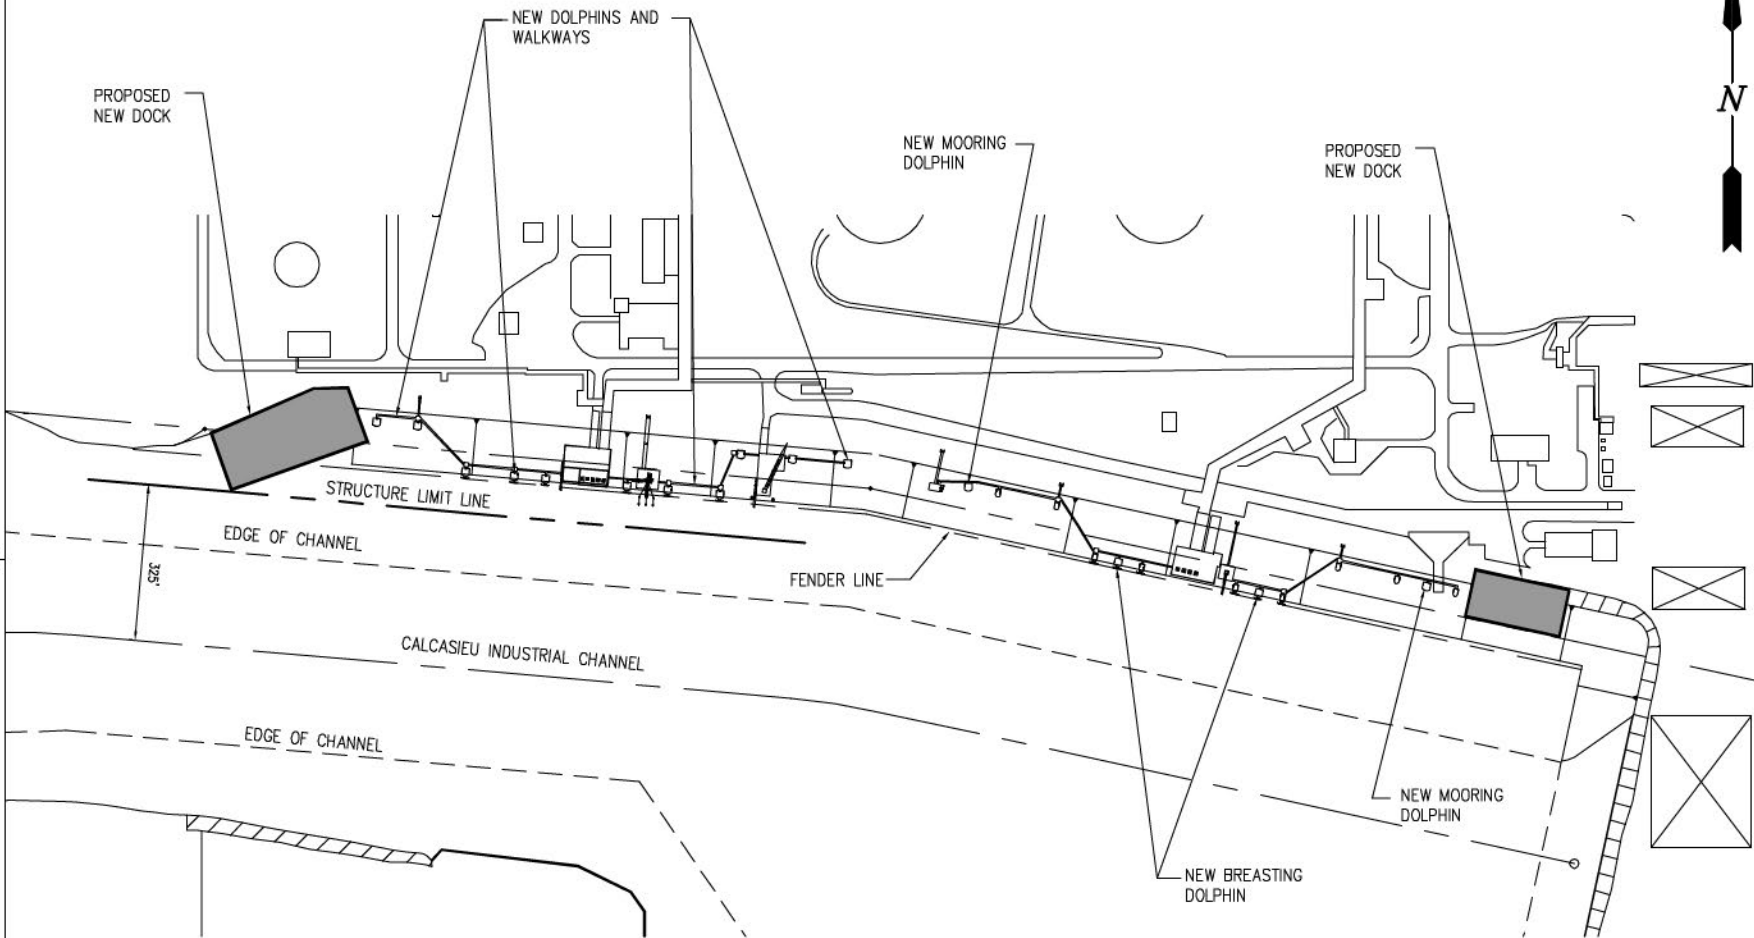 NEW DOLPHINS AND
WALKWAYS
PROPOSED
NEW DOCK
N
NEW MOORING
DOLPHIN
PROPOSED
NEW DOCK
STRUCTURE LIMIT LINE
EDGE OF CHANNEL
325'
FENDER LINE
CALCASIEU INDUSTRIAL CHANNEL
EDGE OF CHANNEL
NEW MOORING
DOLPHIN
NEW BREASTING
DOLPHIN